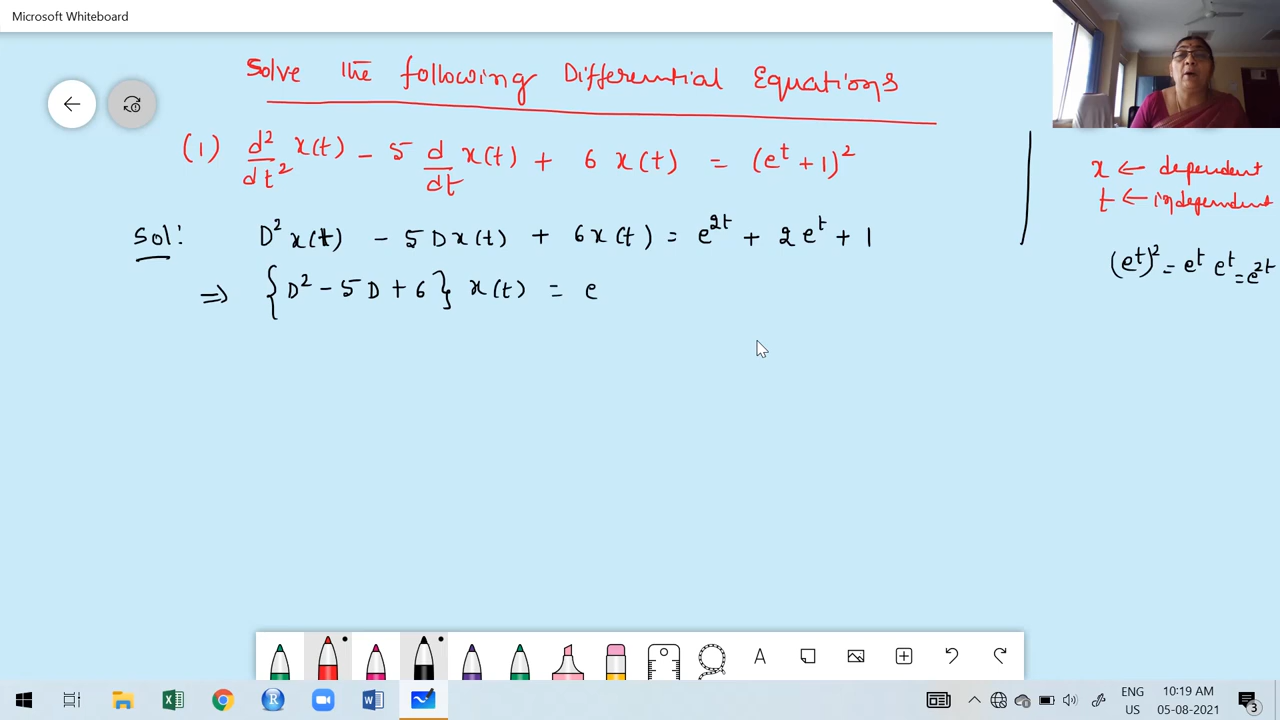 Microsoft Whiteboard
Solve the following Differential Equations
(1) d²/dt² x(t) - 5 d/dt x(t) + 6 x(t) = (eᵗ + 1)²
x ← dependent
t ← independent
Sol: D² x(t) - 5 D x(t) + 6x(t) = e²ᵗ + 2eᵗ + 1
(eᵗ)² = eᵗ eᵗ = e²ᵗ
⇒ {D² - 5D + 6} x(t) = e
A
ENG
US
10:19 AM
05-08-2021
3